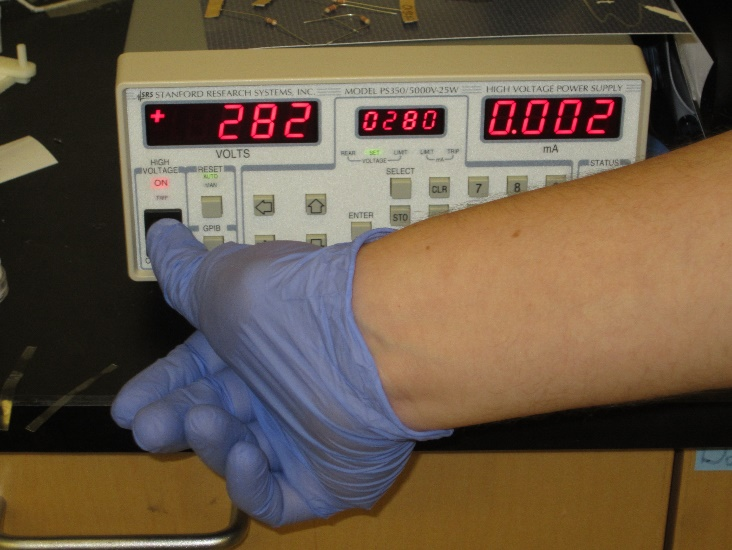 SRS STANFORD RESEARCH SYSTEMS, INC.
MODEL PS350/5000V-25W
HIGH VOLTAGE POWER SUPPLY
+ 282
0280
0.002
VOLTS
mA
REAR SET LIMIT
VOLTAGE
LIMIT TRIP
mA
STATUS
HIGH
VOLTAGE
ON
RESET
AUTO
MAN
SELECT
CLR
7
8
GPIB
ENTER
STO